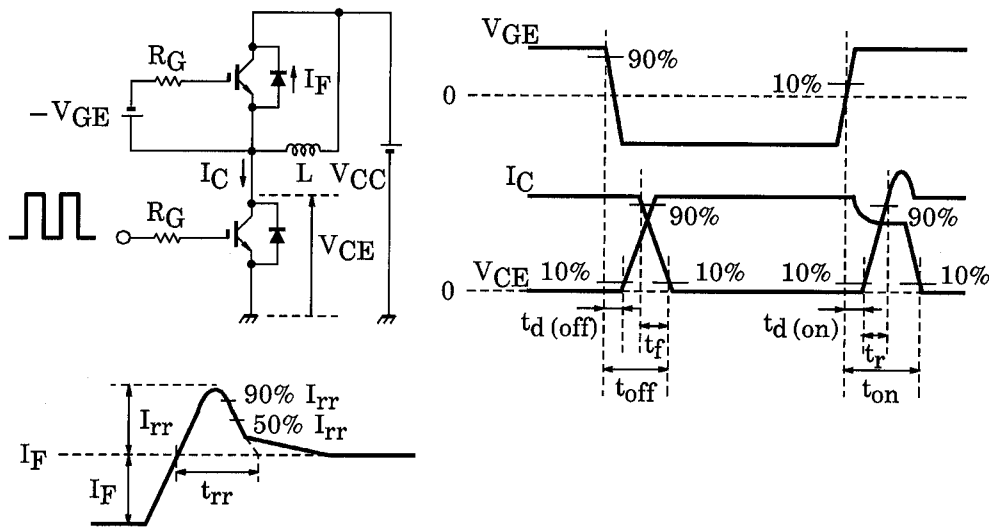 R_G
I_F
−V_GE
I_C
L
V_CC
R_G
V_CE
V_GE
90%
10%
0
I_C
90%
90%
V_CE
10%
10%
10%
10%
0
t_d (off)
t_f
t_d (on)
t_r
t_off
t_on
90% I_rr
I_rr
50% I_rr
I_F
I_F
t_rr